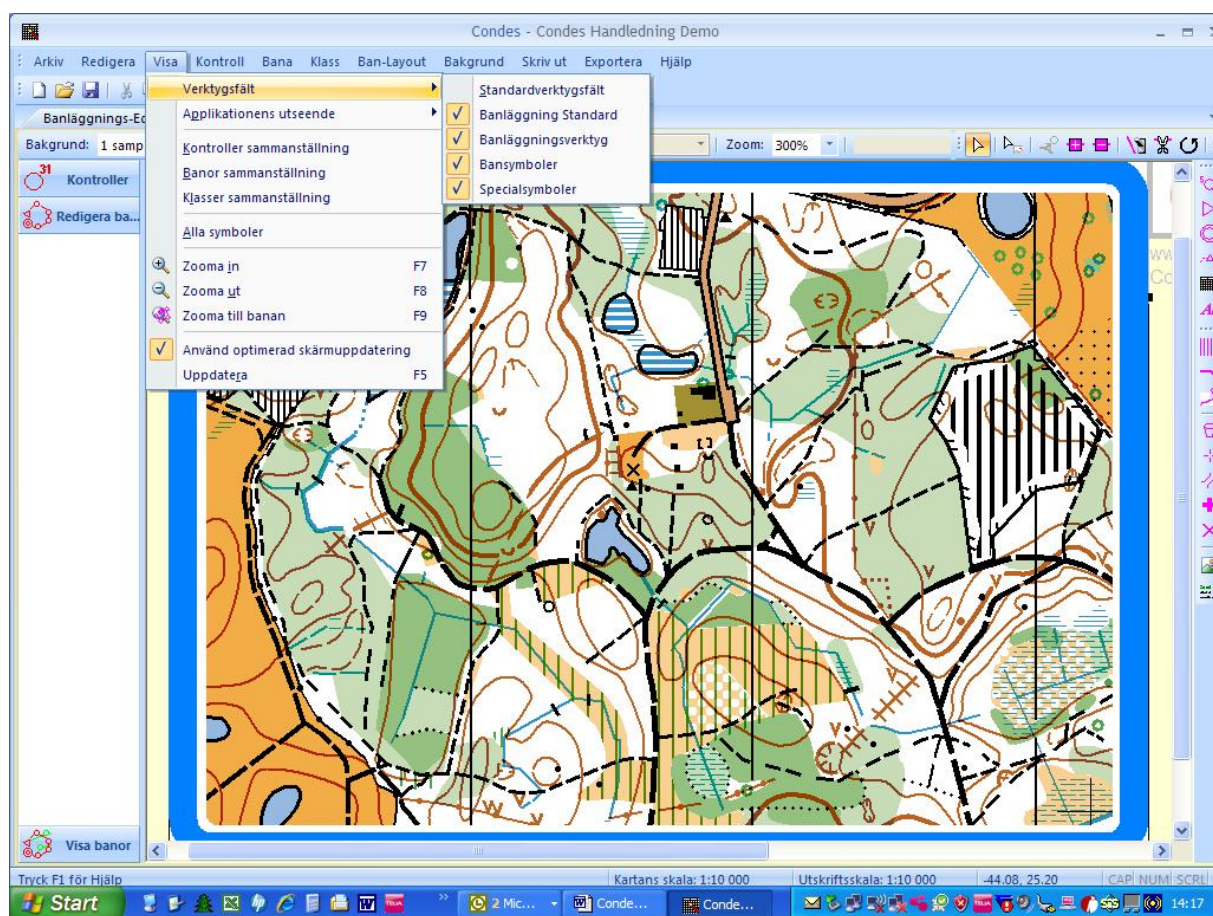 Condes - Condes Handledning Demo
Arkiv Redigera Visa Kontroll Bana Klass Ban-Layout Bakgrund Skriv ut Exportera Hjälp
Verktygsfält
Applikationens utseende
Kontroller sammanställning
Banor sammanställning
Klasser sammanställning
Alla symboler
Zooma in F7
Zooma ut F8
Zooma till banan F9
Använd optimerad skärmuppdatering
Uppdatera F5
Standardverktygsfält
Banläggning Standard
Banläggningsverktyg
Bansymboler
Specialsymboler
Banläggnings-Ed
Bakgrund: 1 samp
Zoom: 300%
31
Kontroller
Redigera ba...
Visa banor
Tryck F1 för Hjälp
Kartans skala: 1:10 000
Utskriftsskala: 1:10 000
-44.08, 25.20
CAP NUM SCRL
Start
2 Mic...
Conde...
Conde...
14:17